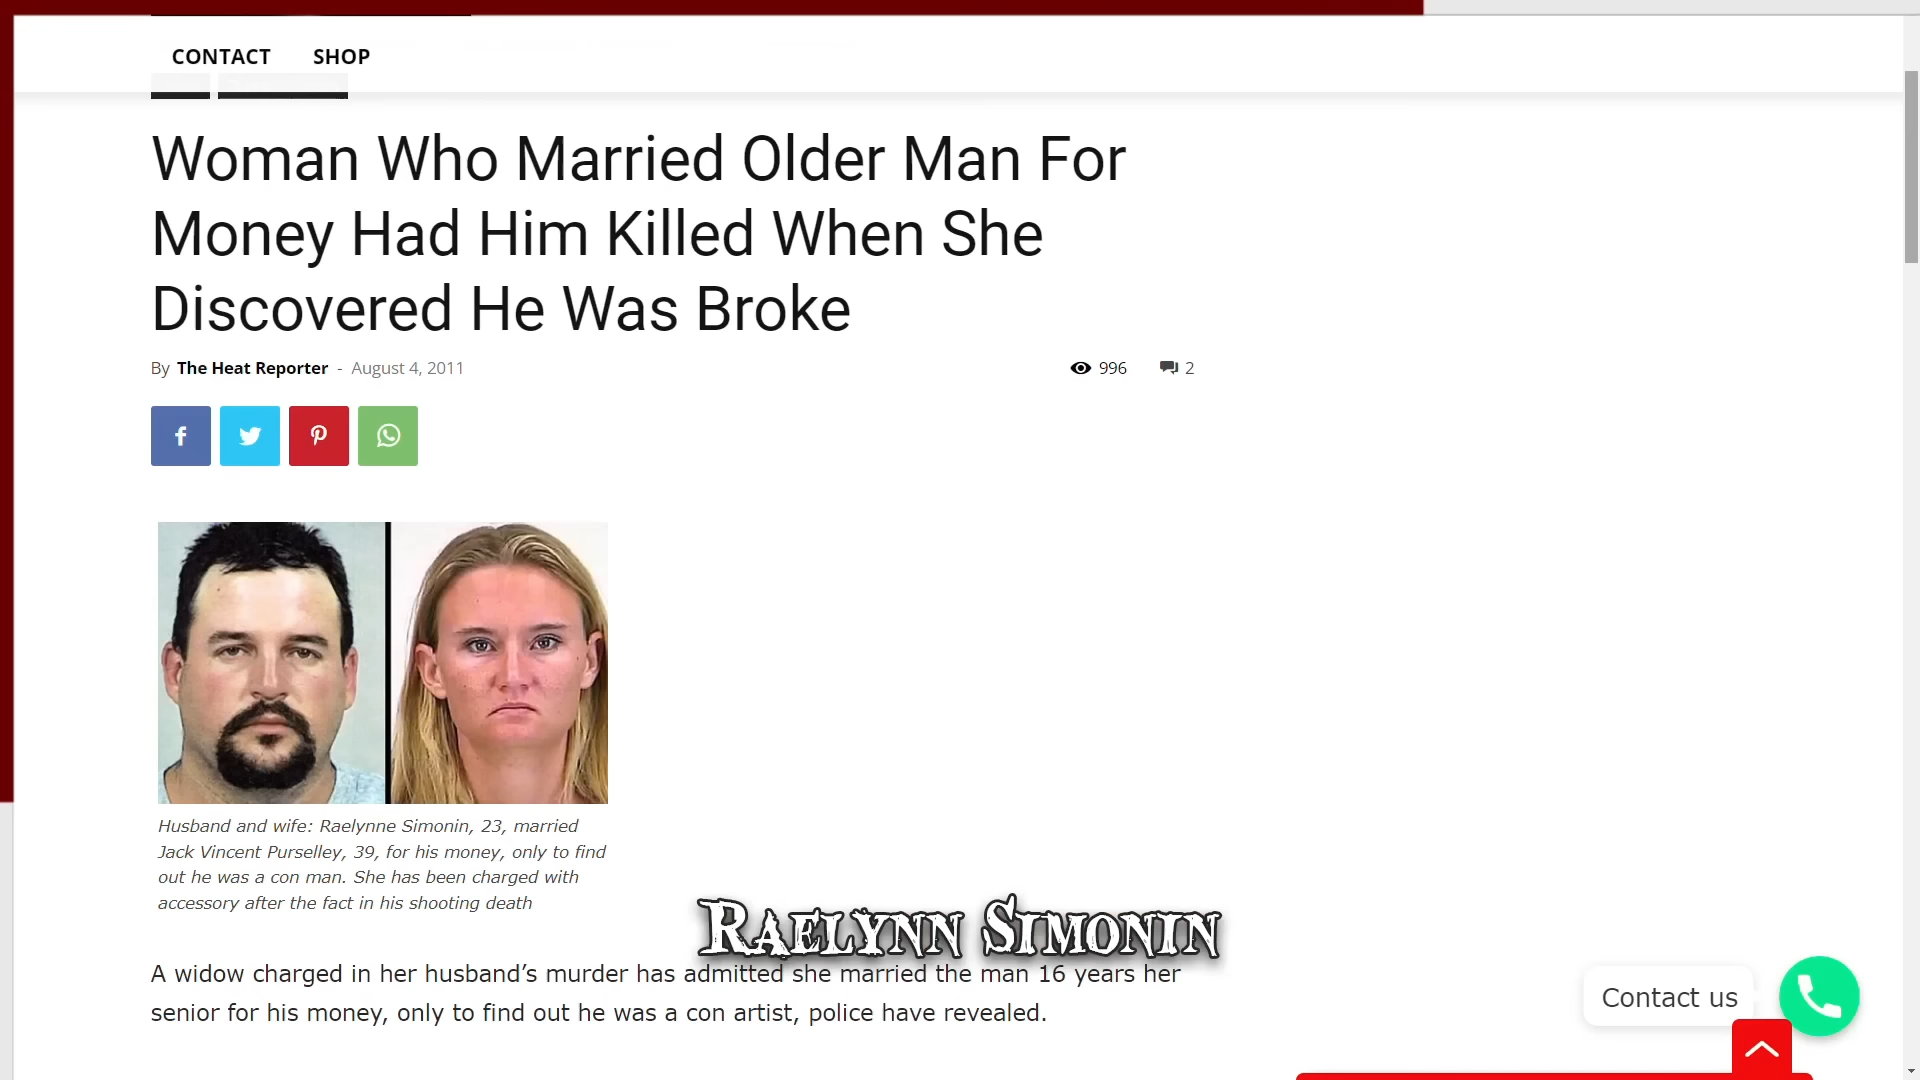 CONTACT SHOP
Woman Who Married Older Man For
Money Had Him Killed When She
Discovered He Was Broke
By The Heat Reporter - August 4, 2011 996 2
Husband and wife: Raelynne Simonin, 23, married
Jack Vincent Purselley, 39, for his money, only to find
out he was a con man. She has been charged with
accessory after the fact in his shooting death
Raelynn Simonin
A widow charged in her husband’s murder has admitted she married the man 16 years her
senior for his money, only to find out he was a con artist, police have revealed.
Contact us